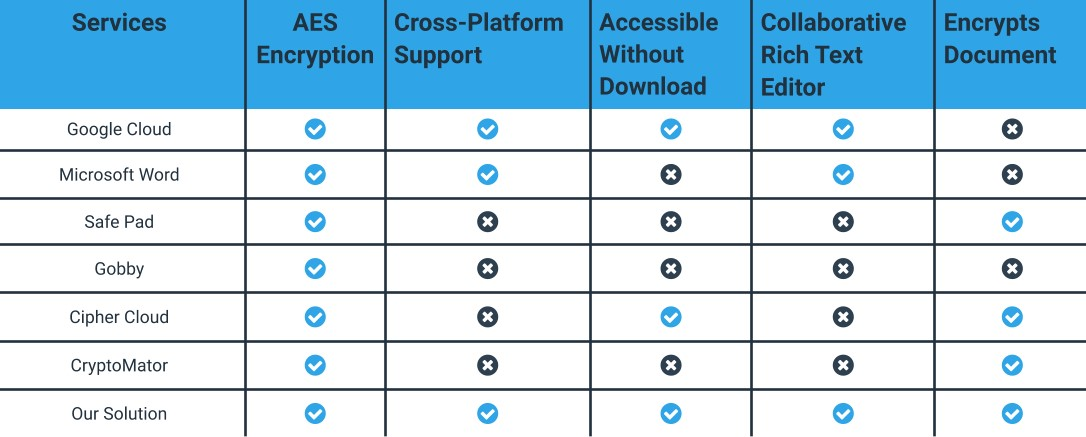 Services
AES
Encryption
Cross-Platform
Support
Accessible
Without
Download
Collaborative
Rich Text
Editor
Encrypts
Document
Google Cloud
Microsoft Word
Safe Pad
Gobby
Cipher Cloud
CryptoMator
Our Solution